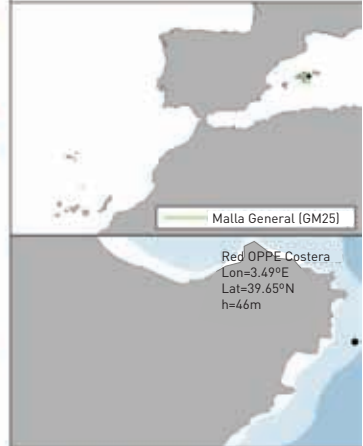 Malla General (GM25)
Red OPPE Costera
Lon=3.49ºE
Lat=39.65ºN
h=46m